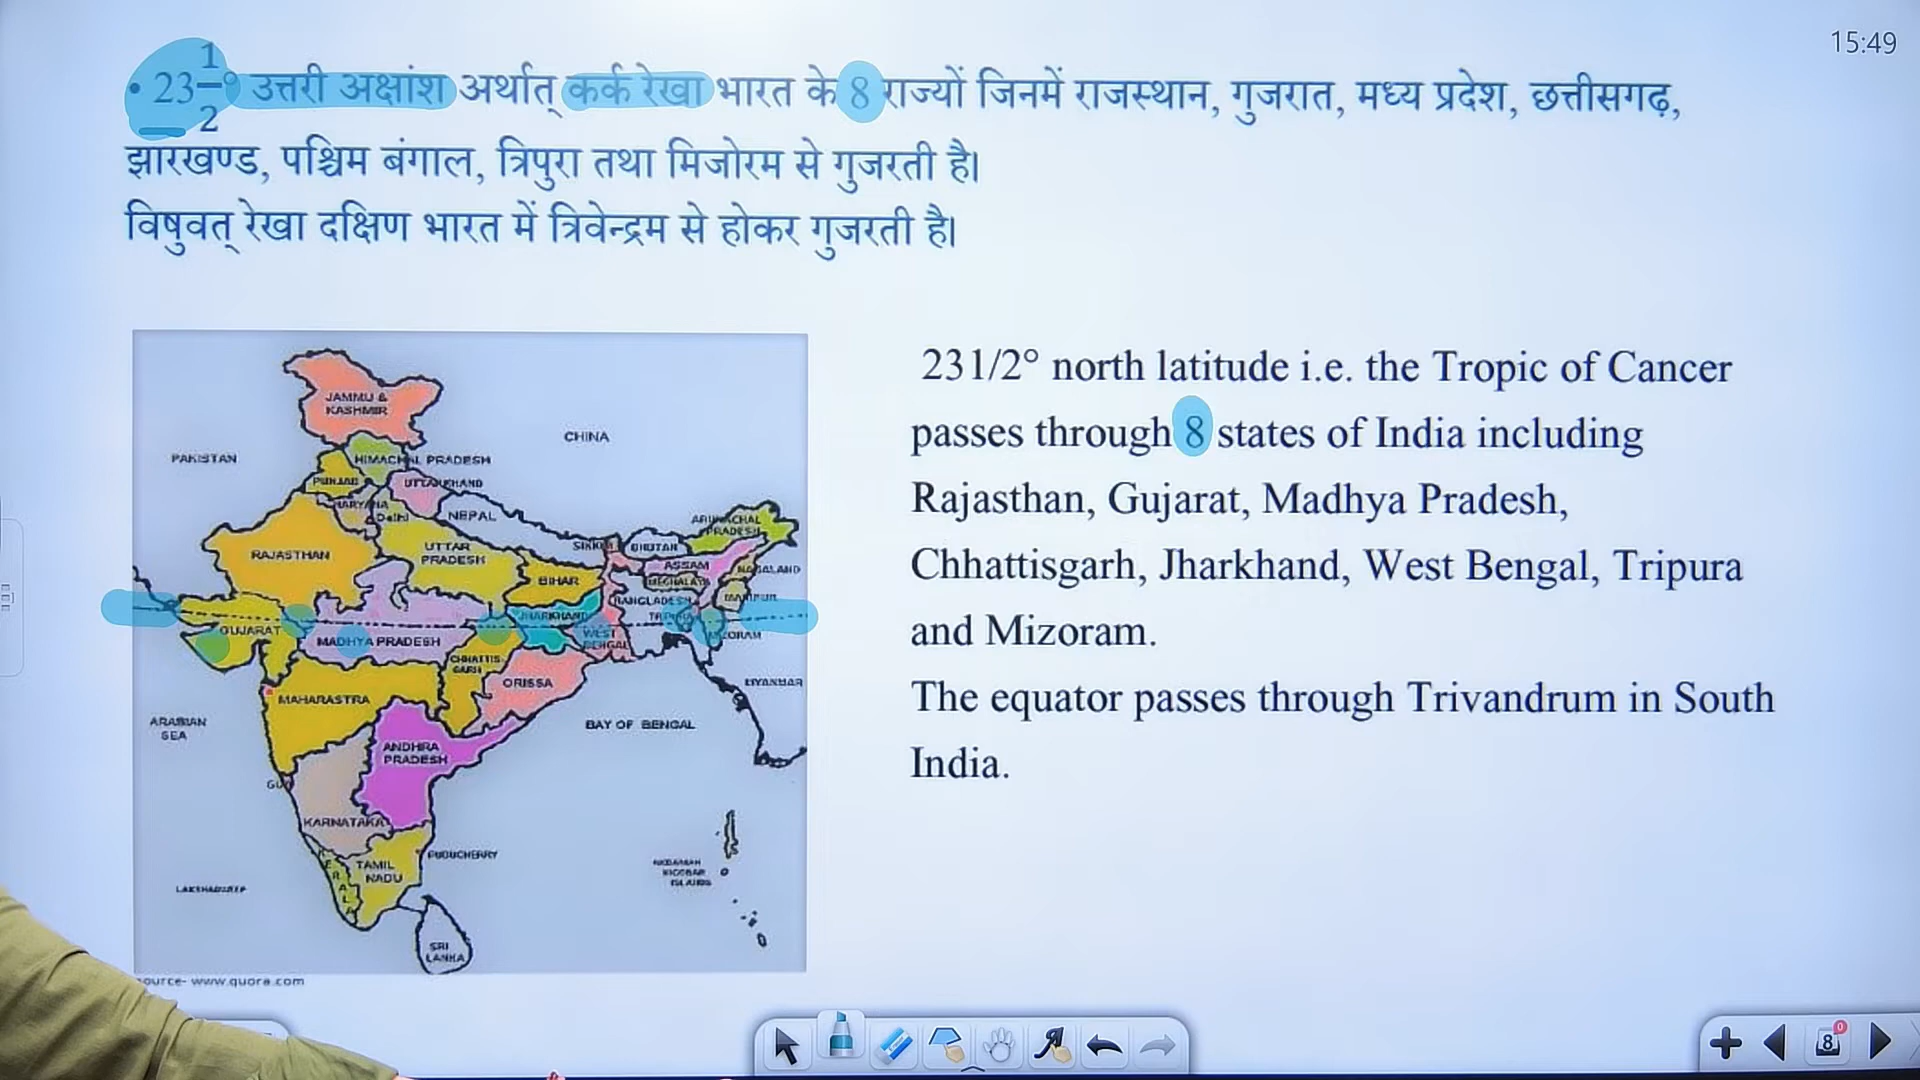 15:49
• 23 1/2° उत्तरी अक्षांश अर्थात् कर्क रेखा भारत के 8 राज्यों जिनमें राजस्थान, गुजरात, मध्य प्रदेश, छत्तीसगढ़,
झारखण्ड, पश्चिम बंगाल, त्रिपुरा तथा मिजोरम से गुजरती है।
विषुवत् रेखा दक्षिण भारत में त्रिवेन्द्रम से होकर गुजरती है।
231/2° north latitude i.e. the Tropic of Cancer
passes through 8 states of India including
Rajasthan, Gujarat, Madhya Pradesh,
Chhattisgarh, Jharkhand, West Bengal, Tripura
and Mizoram.
The equator passes through Trivandrum in South
India.
JAMMU &
KASHMIR
CHINA
PAKISTAN
HIMACHAL PRADESH
PUNJAB
UTTARKHAND
HARYANA
Delhi
NEPAL
ARUNACHAL
PRADESH
RAJASTHAN
UTTAR
PRADESH
SIKKIM
BHUTAN
ASSAM
NAGALAND
BIHAR
MEGHALAYA
MANIPUR
BANGLADESH
JHARKHAND
TRIPURA
GUJARAT
MADHYA PRADESH
WEST
BENGAL
MIZORAM
CHHATTIS
GARH
ORISSA
MYANMAR
MAHARASTRA
ARABIAN
SEA
BAY OF BENGAL
ANDHRA
PRADESH
KARNATAKA
PUDUCHERRY
TAMIL
NADU
KERALA
LAKSHADEEP
SRI
LANKA
ource- www.quora.com
8
0